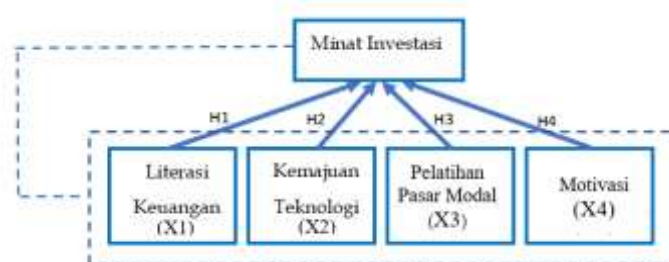 Minat Investasi
H1
H2
H3
H4
Literasi
Keuangan
(X1)
Kemajuan
Teknologi
(X2)
Pelatihan
Pasar Modal
(X3)
Motivasi
(X4)